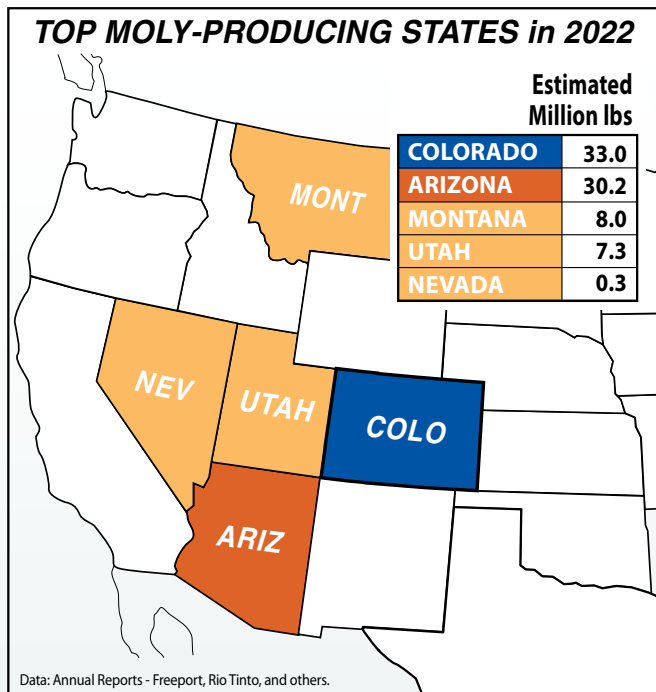 TOP MOLY-PRODUCING STATES in 2022
Estimated
Million lbs
COLORADO 33.0
ARIZONA 30.2
MONTANA 8.0
UTAH 7.3
NEVADA 0.3
MONT
NEV
UTAH
COLO
ARIZ
Data: Annual Reports - Freeport, Rio Tinto, and others.